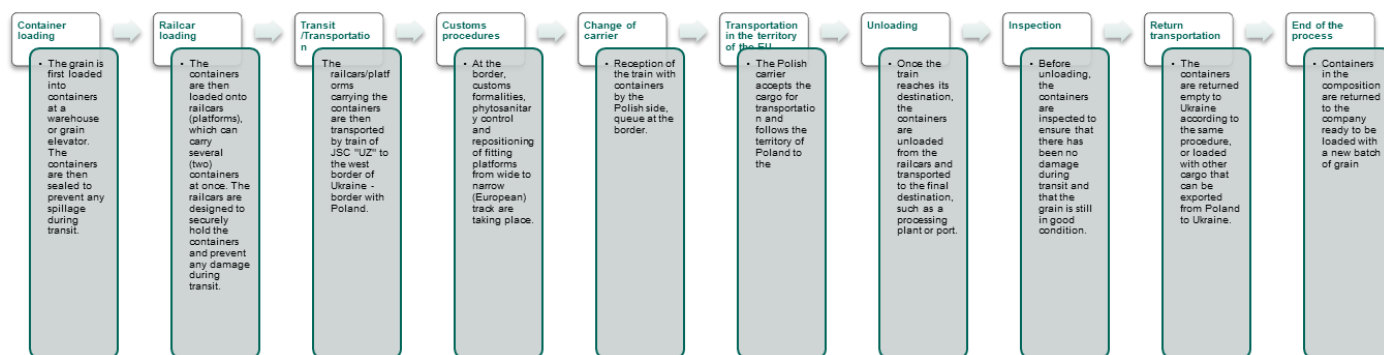 Container
loading
• The grain is
first loaded
into
containers
at a
warehouse
or grain
elevator.
The
containers
are then
sealed to
prevent any
spillage
during
transit.
Railcar
loading
• The
containers
are then
loaded onto
railcars
(platforms),
which can
carry
several
(two)
containers
at once. The
railcars are
designed to
securely
hold the
containers
and prevent
any damage
during
transit.
Transit
/Transportatio
n
The
railcars/platf
orms
carrying the
containers
are then
transported
by train of
JSC "UZ" to
the west
border of
Ukraine -
border with
Poland.
Customs
procedures
• At the
border,
customs
formalities,
phytosanitar
y control
and
repositioning
of fitting
platforms
from wide to
narrow
(European)
track are
taking place.
Change of
carrier
• Reception of
the train with
containers
by the
Polish side,
queue at the
border.
Transportation
in the territory
of the EU
• The Polish
carrier
accepts the
cargo for
transportatio
n and
follows the
territory of
Poland to
the
Unloading
• Once the
train
reaches its
destination,
the
containers
are
unloaded
from the
railcars and
transported
to the final
destination,
such as a
processing
plant or port.
Inspection
• Before
unloading,
the
containers
are
inspected to
ensure that
there has
been no
damage
during
transit and
that the
grain is still
in good
condition.
Return
transportation
• The
containers
are returned
empty to
Ukraine
according to
the same
procedure,
or loaded
with other
cargo that
can be
exported
from Poland
to Ukraine.
End of the
process
• Containers
in the
composition
are returned
to the
company
ready to be
loaded with
a new batch
of grain